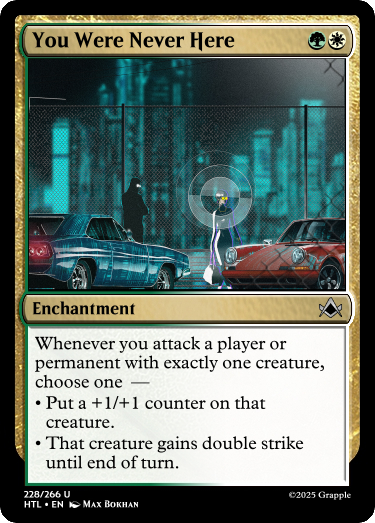 You Were Never Here
Enchantment
Whenever you attack a player or
permanent with exactly one creature,
choose one —
• Put a +1/+1 counter on that
creature.
• That creature gains double strike
until end of turn.
228/266 U
HTL • EN Max Bokhan
©2025 Grapple